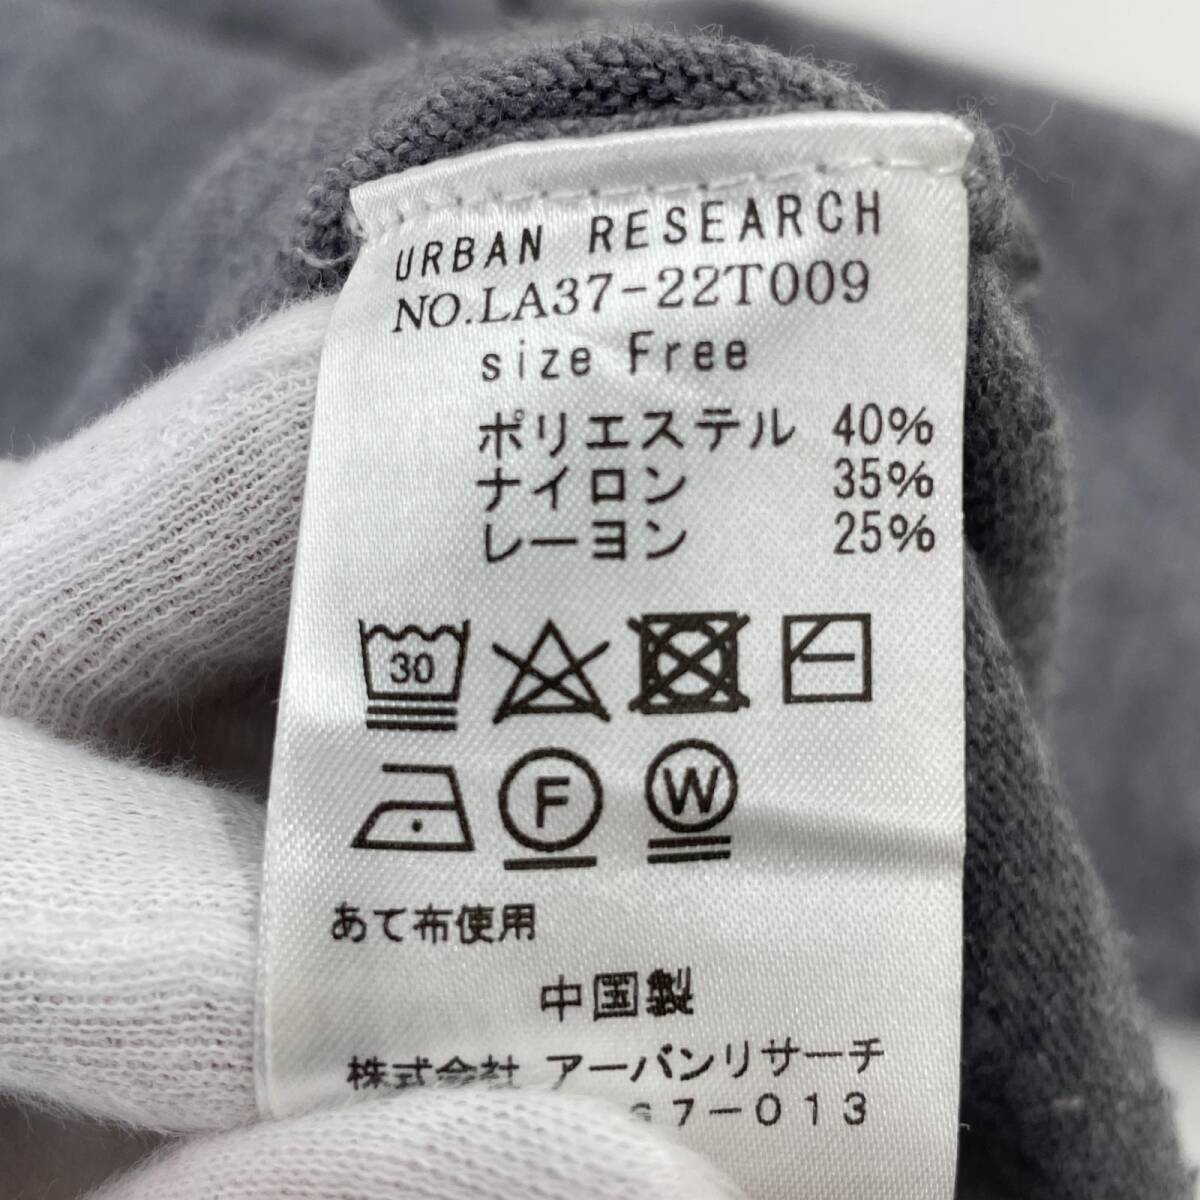 URBAN RESEARCH
NO.LA37-22T009
size Free
ポリエステル 40%
ナイロン 35%
レーヨン 25%
30
F
W
あて布使用
中国製
株式会社 アーバンリサーチ
67-013